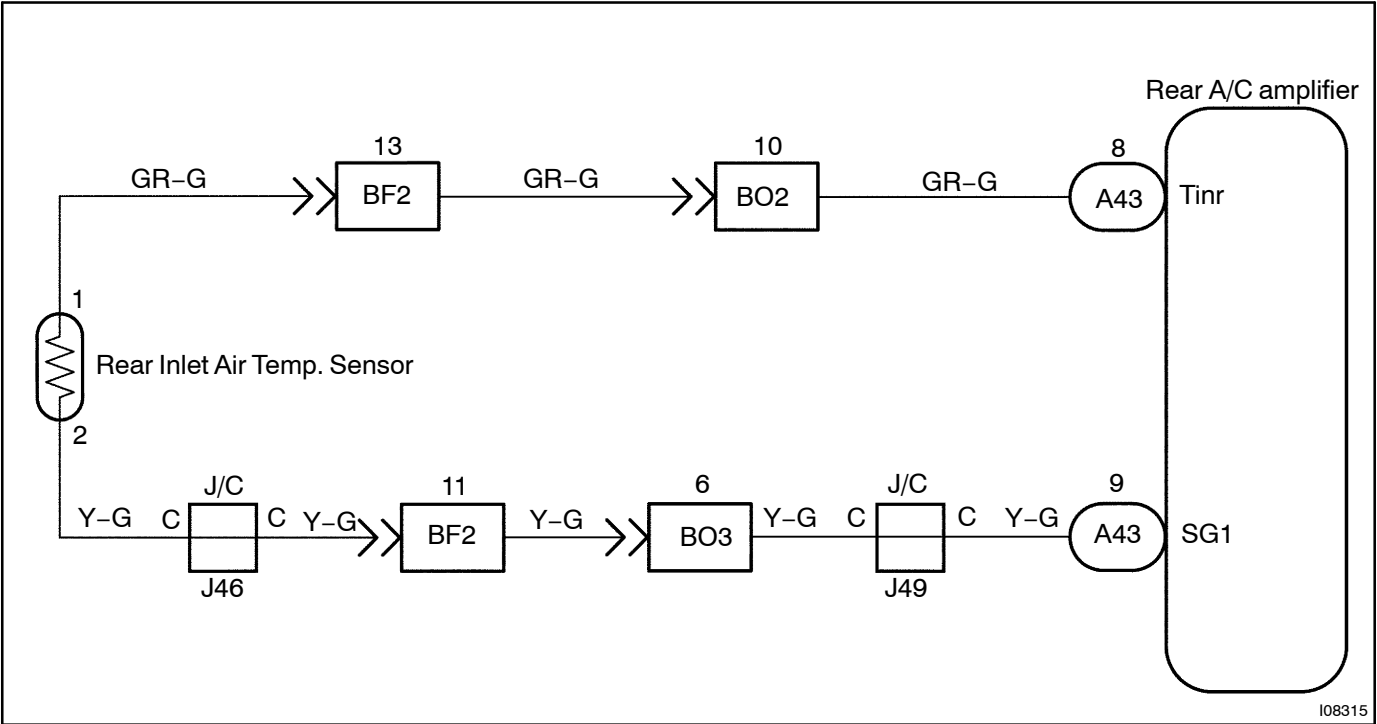 Rear A/C amplifier
13
10
8
GR−G
BF2
GR−G
BO2
GR−G
A43
Tinr
1
Rear Inlet Air Temp. Sensor
2
J/C
11
6
J/C
9
Y−G
C
C
Y−G
BF2
Y−G
BO3
Y−G
C
C
Y−G
A43
SG1
J46
J49
I08315